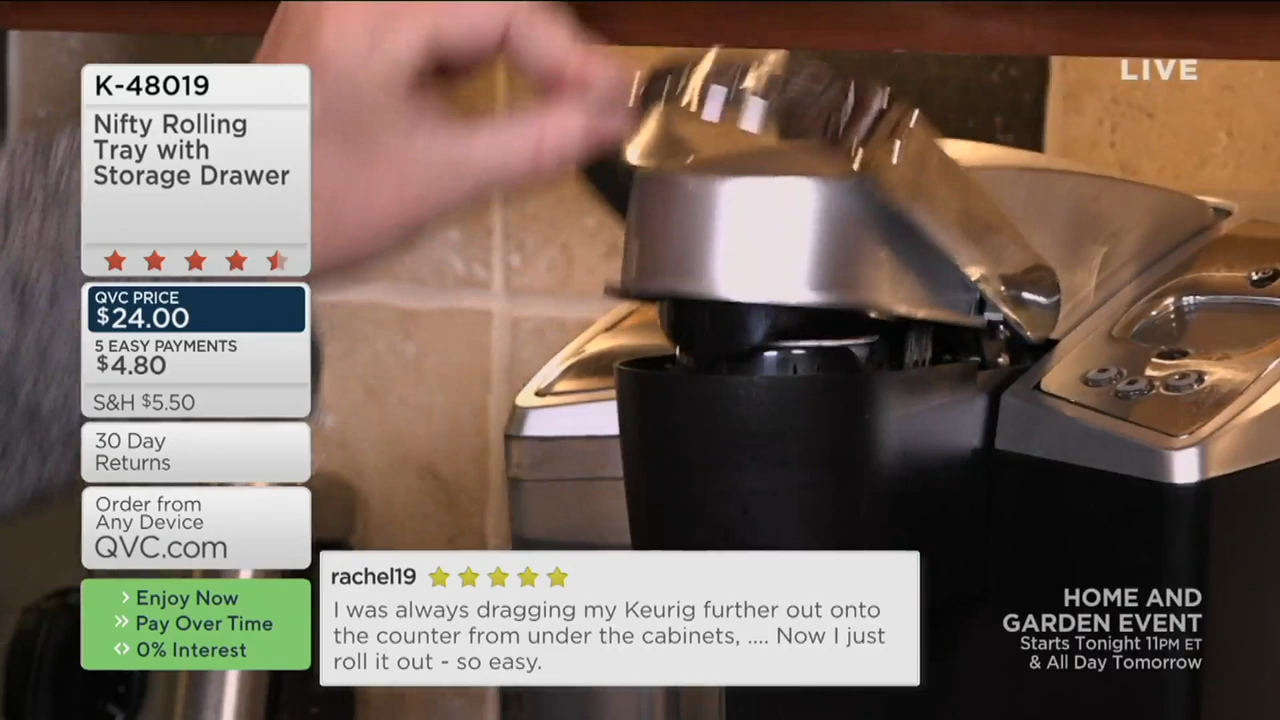 K-48019
Nifty Rolling
Tray with
Storage Drawer
QVC PRICE
$24.00
5 EASY PAYMENTS
$4.80
S&H $5.50
30 Day
Returns
Order from
Any Device
QVC.com
Enjoy Now
Pay Over Time
0% Interest
rachel19
I was always dragging my Keurig further out onto
the counter from under the cabinets, .... Now I just
roll it out - so easy.
LIVE
HOME AND
GARDEN EVENT
Starts Tonight 11PM ET
& All Day Tomorrow